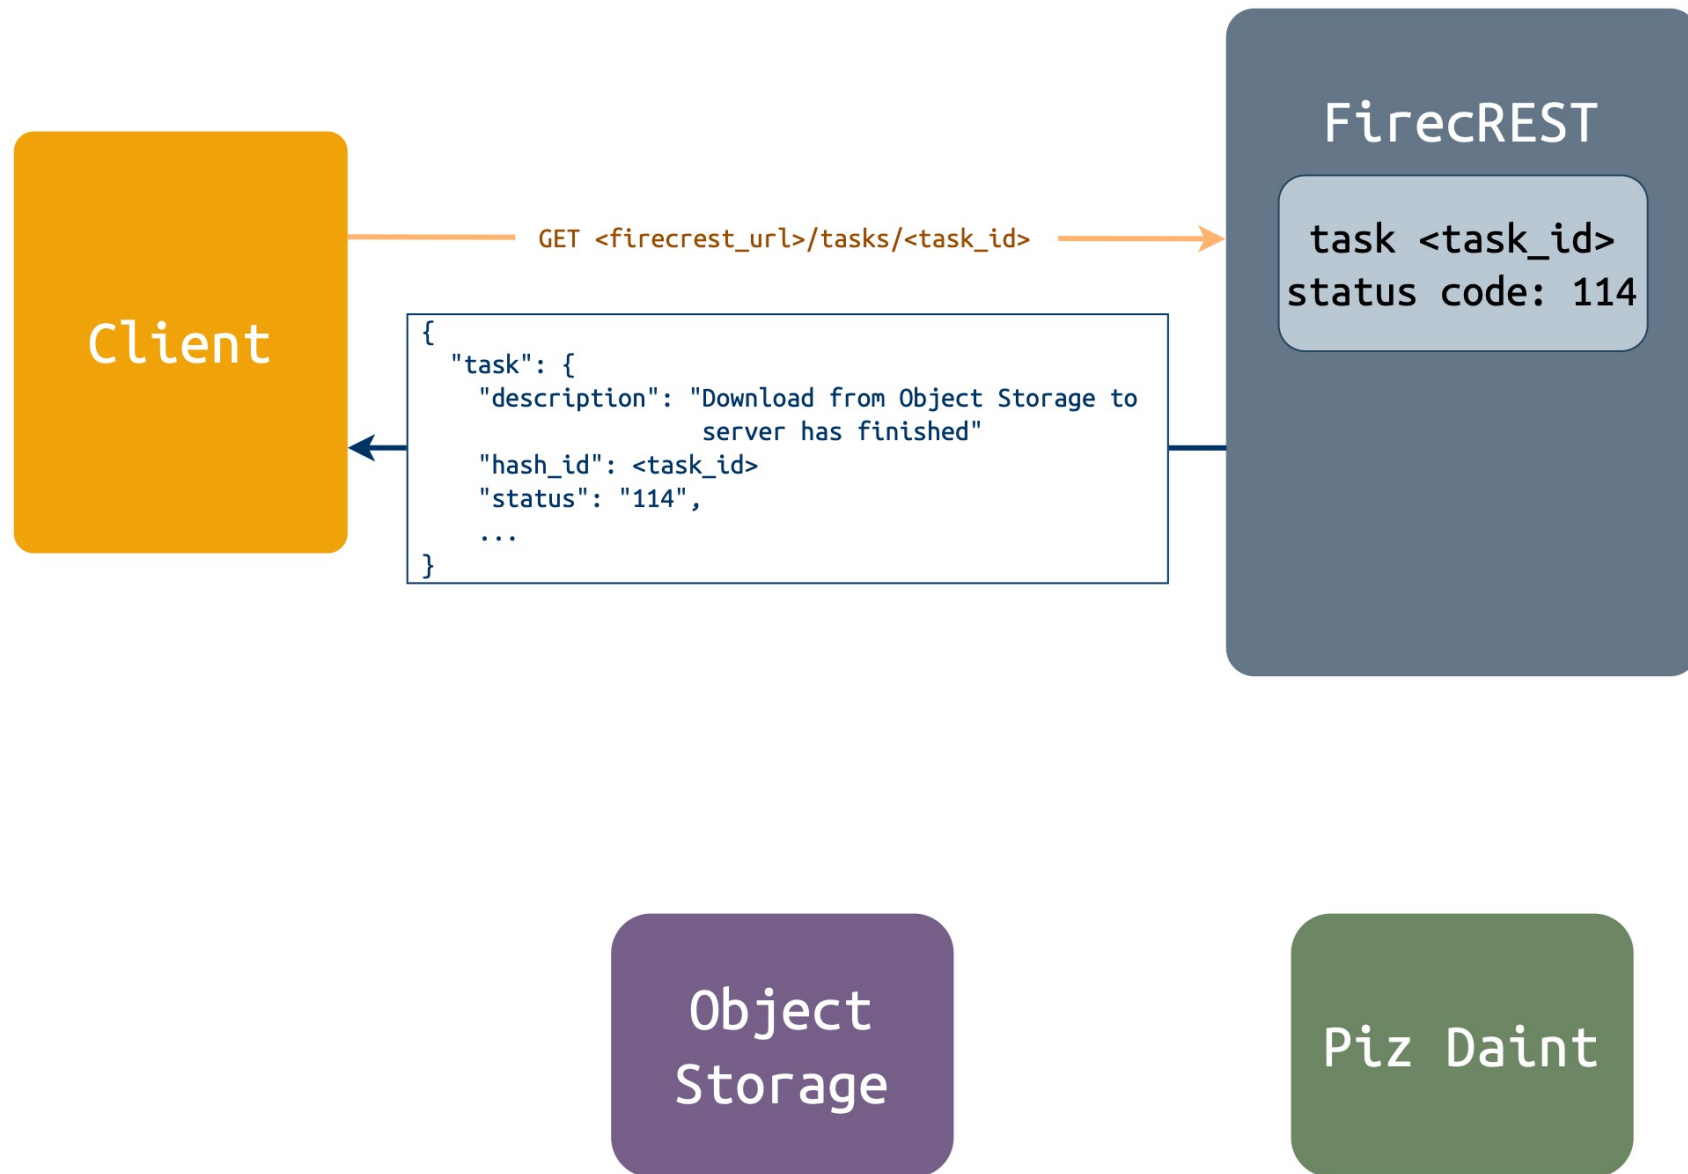 FirecREST
task <task_id>
status code: 114
GET <firecrest_url>/tasks/<task_id>
Client
{
"task": {
"description": "Download from Object Storage to
server has finished"
"hash_id": <task_id>
"status": "114",
...
}
Object
Storage
Piz Daint